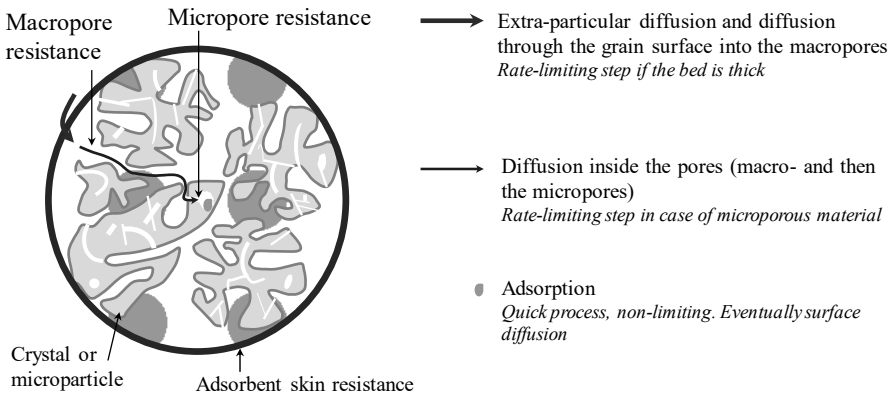 Macropore
resistance
Micropore resistance
Crystal or
microparticle
Adsorbent skin resistance
Extra-particular diffusion and diffusion
through the grain surface into the macropores
Rate-limiting step if the bed is thick
Diffusion inside the pores (macro- and then
the micropores)
Rate-limiting step in case of microporous material
Adsorption
Quick process, non-limiting. Eventually surface
diffusion